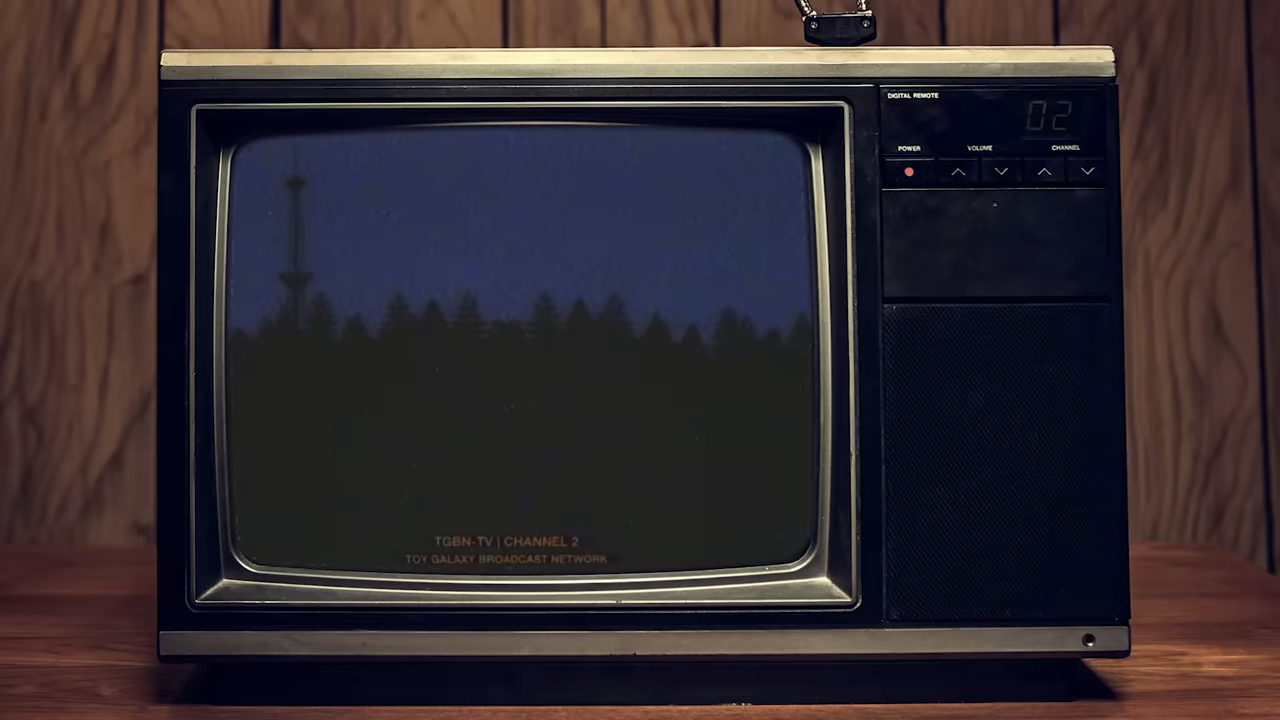 DIGITAL REMOTE
02
POWER VOLUME CHANNEL
TGBN-TV | CHANNEL 2
TOY GALAXY BROADCAST NETWORK